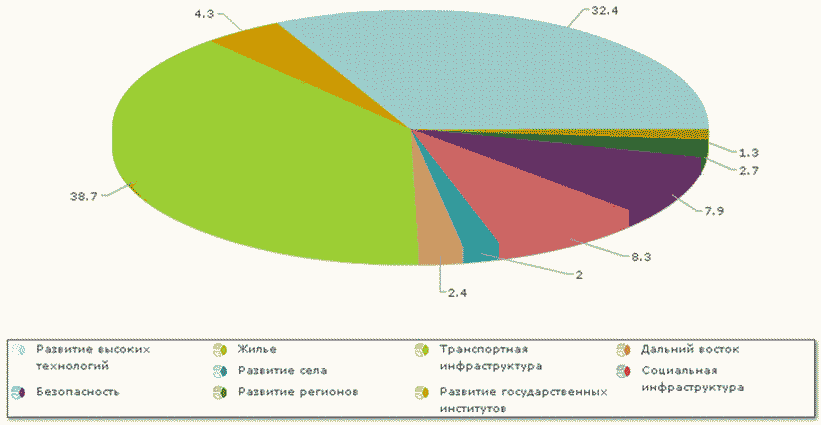 4.3
32.4
1.3
2.7
38.7
7.9
8.3
2
2.4
Развитие высоких
технологий
Жилье
Транспортная
инфраструктура
Дальний восток
Развитие села
Социальная
инфраструктура
Безопасность
Развитие регионов
Развитие государственных
институтов